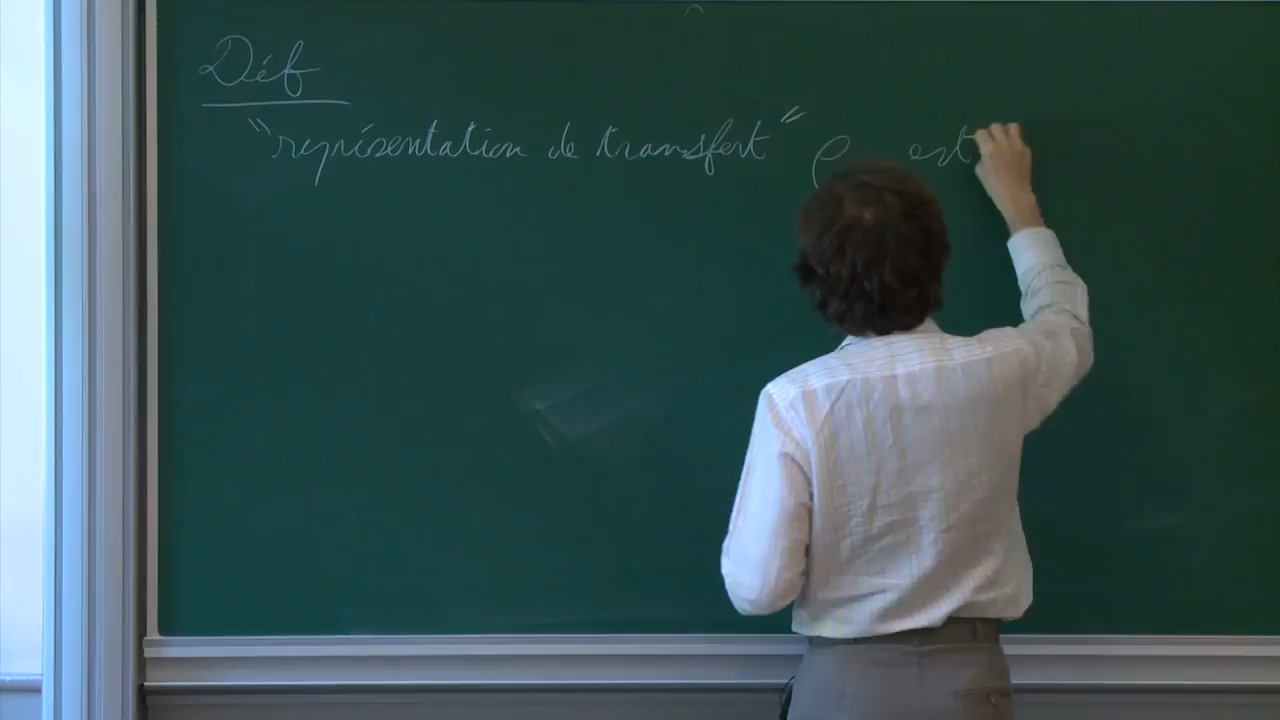 Déf
"représentation de transfert" ρ est